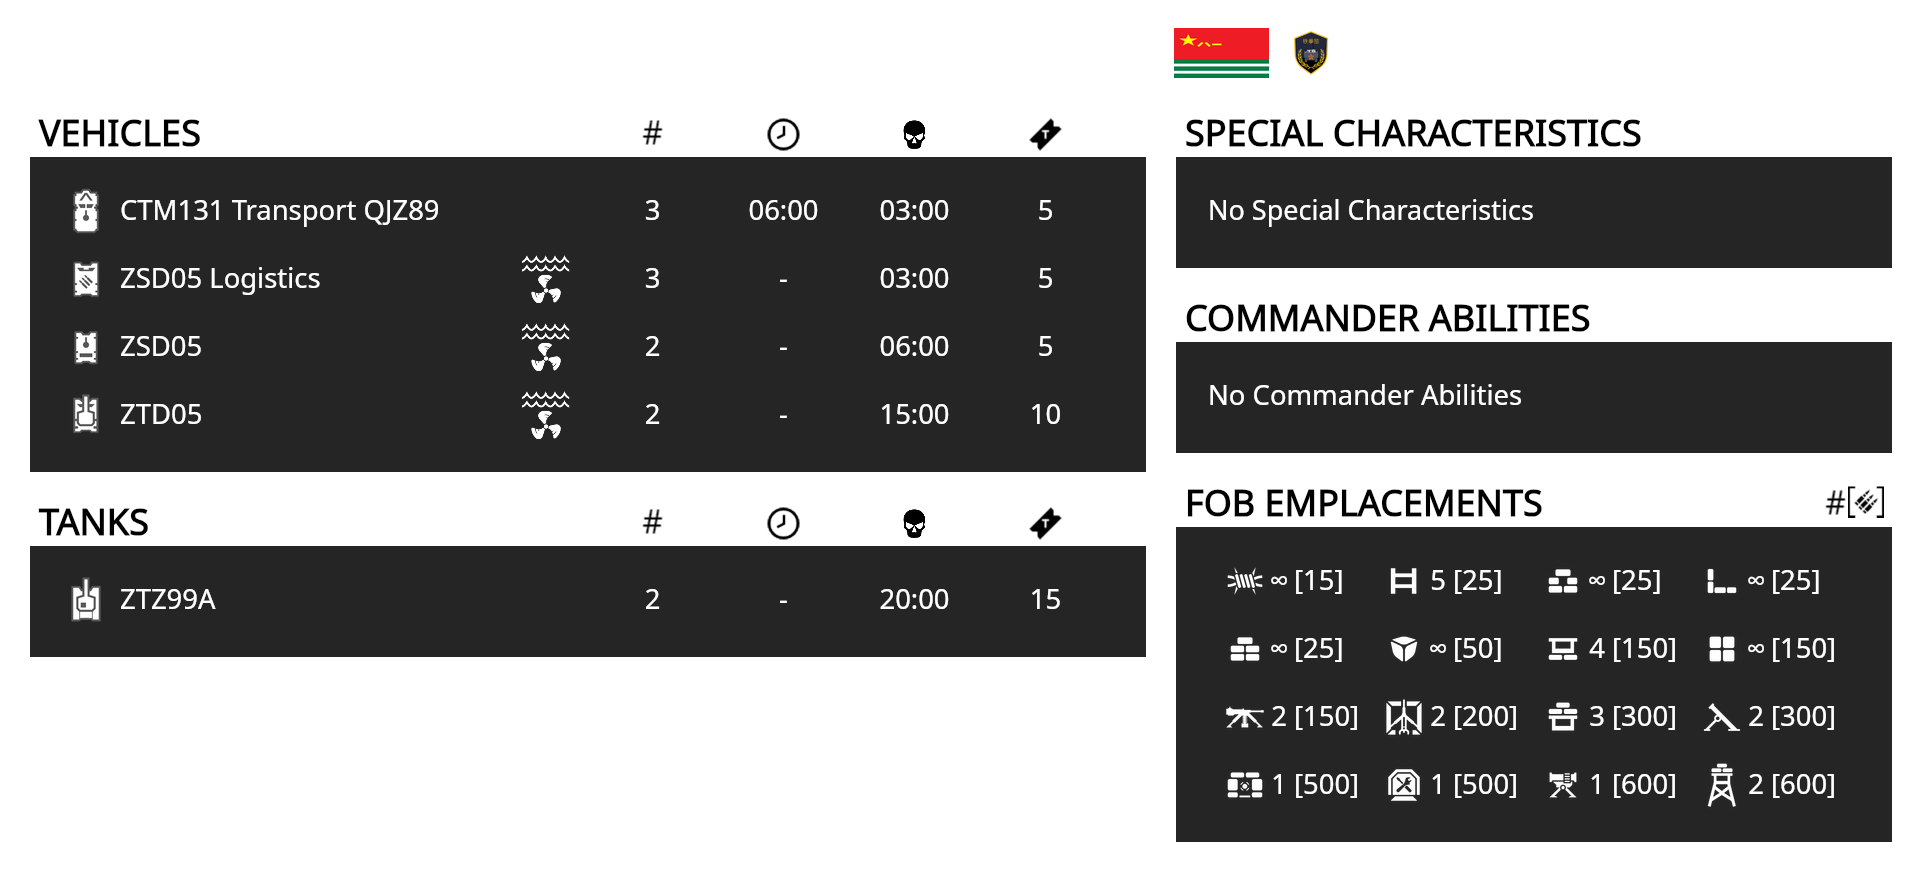 VEHICLES #
CTM131 Transport QJZ89 3 06:00 03:00 5
ZSD05 Logistics 3 - 03:00 5
ZSD05 2 - 06:00 5
ZTD05 2 - 15:00 10
TANKS #
ZTZ99A 2 - 20:00 15
SPECIAL CHARACTERISTICS
No Special Characteristics
COMMANDER ABILITIES
No Commander Abilities
FOB EMPLACEMENTS #[]
∞ [15] 5 [25] ∞ [25] ∞ [25]
∞ [25] ∞ [50] 4 [150] ∞ [150]
2 [150] 2 [200] 3 [300] 2 [300]
1 [500] 1 [500] 1 [600] 2 [600]